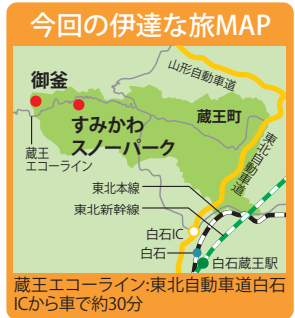 今回の伊達な旅MAP
山形自動車道
御釜
蔵王町
すみかわ
スノーパーク
蔵王
エコーライン
東北自動車道
東北本線
東北新幹線
白石IC
白石
白石蔵王駅
蔵王エコーライン:東北自動車道白石
ICから車で約30分